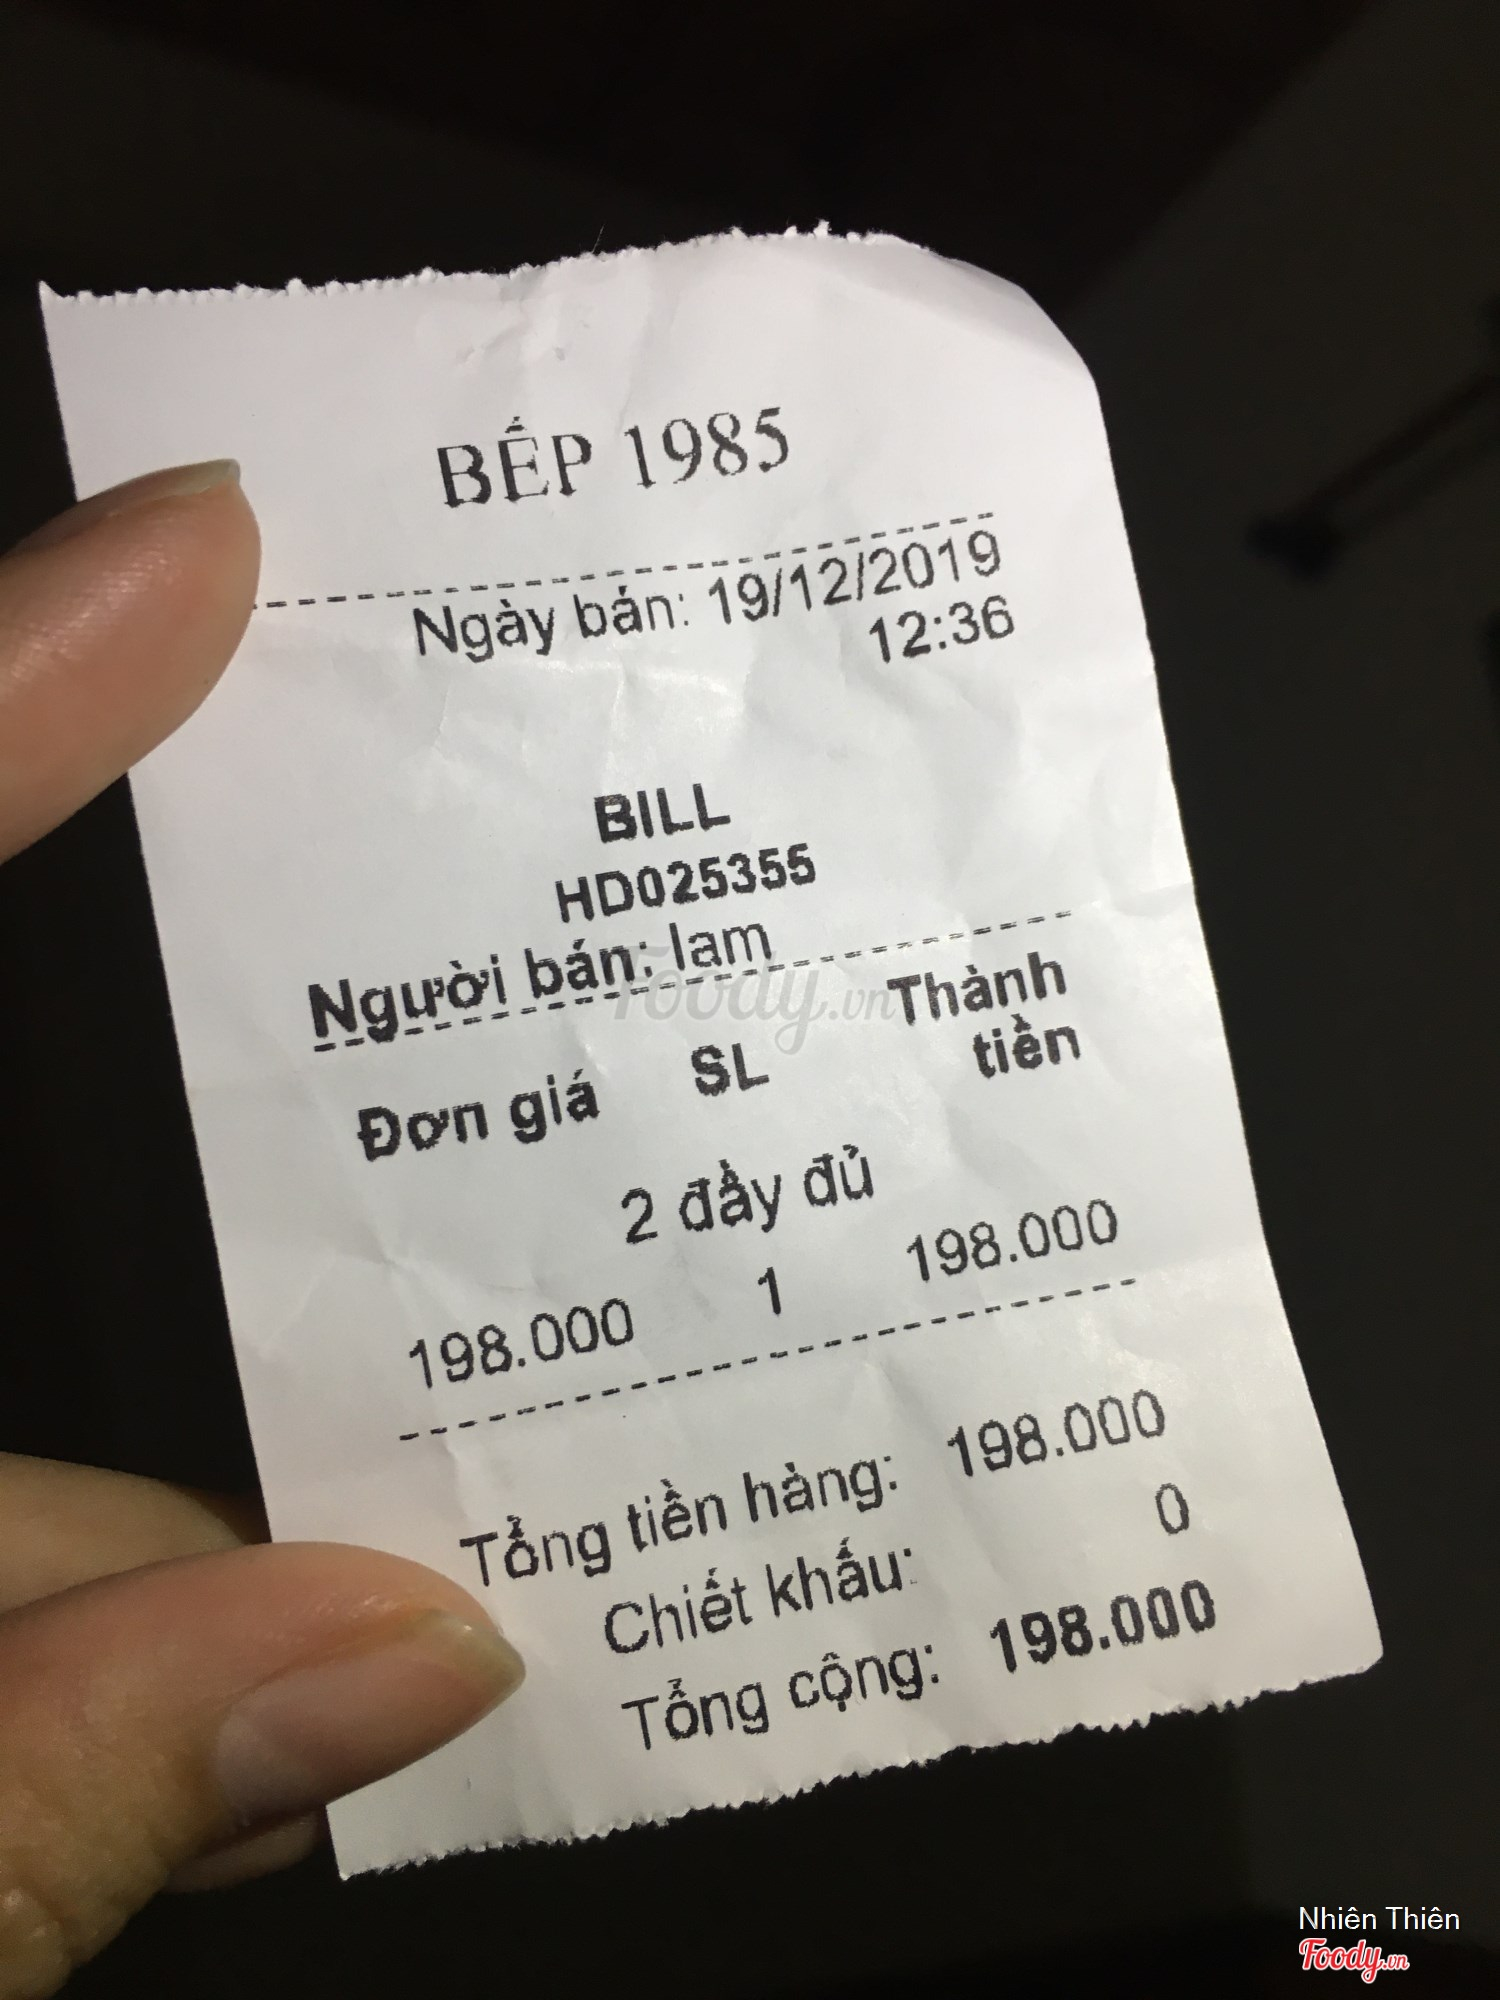 BẾP 1985
Ngày bán: 19/12/2019
12:36
BILL
HD025355
Người bán: lam
Đơn giá SL Thành
tiền
2 đầy đủ
198.000 1 198.000
Tổng tiền hàng: 198.000
Chiết khấu: 0
Tổng cộng: 198.000
Foody.vn
Nhiên Thiên
Foody.vn